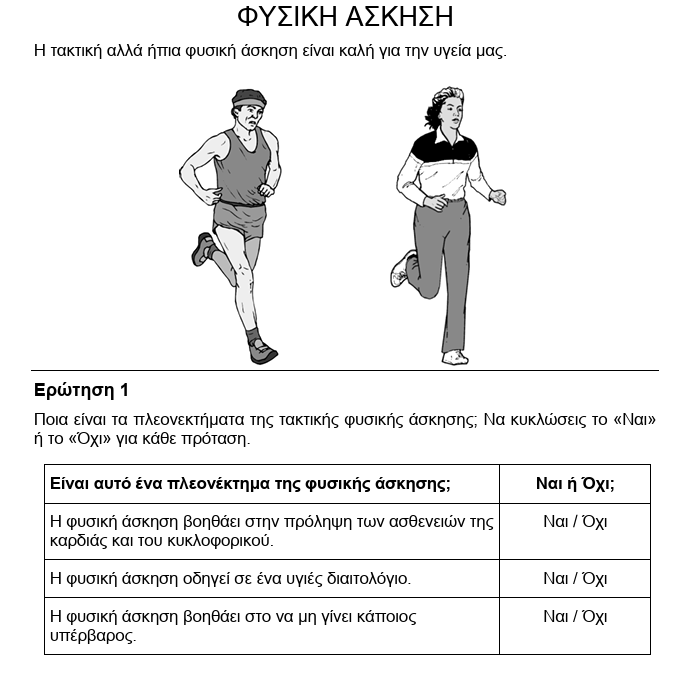 ΦΥΣΙΚΗ ΑΣΚΗΣΗ
Η τακτική αλλά ήπια φυσική άσκηση είναι καλή για την υγεία μας.
Ερώτηση 1
Ποια είναι τα πλεονεκτήματα της τακτικής φυσικής άσκησης; Να κυκλώσεις το «Ναι»
ή το «Όχι» για κάθε πρόταση.
Είναι αυτό ένα πλεονέκτημα της φυσικής άσκησης; Ναι ή Όχι;
Η φυσική άσκηση βοηθάει στην πρόληψη των ασθενειών της Ναι / Όχι
καρδιάς και του κυκλοφορικού.
Η φυσική άσκηση οδηγεί σε ένα υγιές διαιτολόγιο. Ναι / Όχι
Η φυσική άσκηση βοηθάει στο να μη γίνει κάποιος Ναι / Όχι
υπέρβαρος.